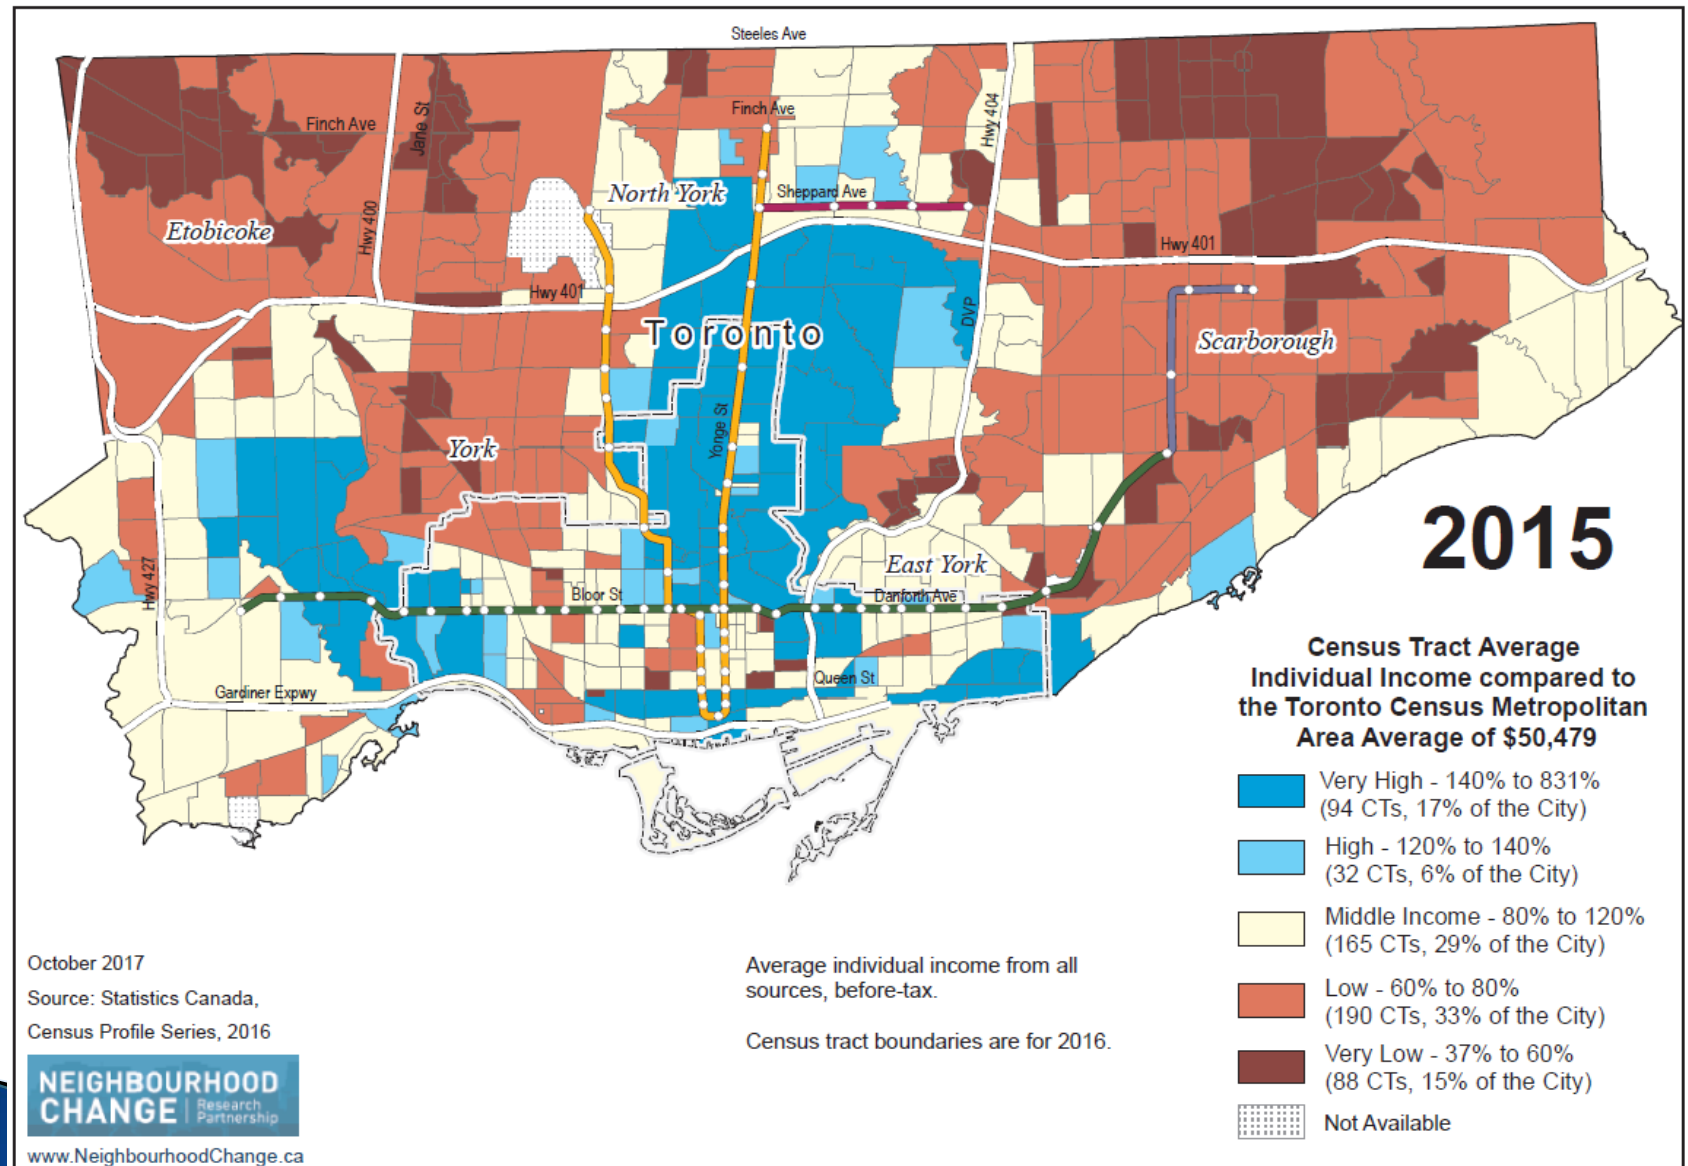 Steeles Ave
Finch Ave
Hwy 404
Finch Ave
Jane St
North York
Sheppard Ave
Etobicoke
Hwy 400
Hwy 401
Hwy 401
DVP
Toronto
Scarborough
Yonge St
York
2015
East York
Hwy 427
Bloor St
Danforth Ave
Queen St
Gardiner Expwy
Census Tract Average
Individual Income compared to
the Toronto Census Metropolitan
Area Average of $50,479
Very High - 140% to 831%
(94 CTs, 17% of the City)
High - 120% to 140%
(32 CTs, 6% of the City)
Middle Income - 80% to 120%
(165 CTs, 29% of the City)
Low - 60% to 80%
(190 CTs, 33% of the City)
Very Low - 37% to 60%
(88 CTs, 15% of the City)
Not Available
October 2017
Source: Statistics Canada,
Census Profile Series, 2016
Average individual income from all
sources, before-tax.
Census tract boundaries are for 2016.
NEIGHBOURHOOD
CHANGE | Research
Partnership
www.NeighbourhoodChange.ca